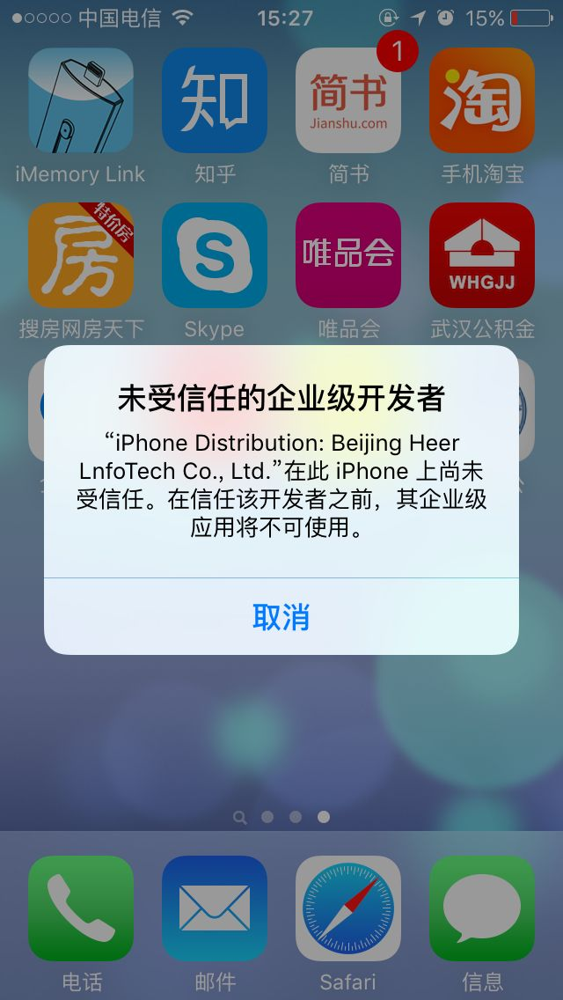 中国电信 15:27 15%
1
知 简书 淘
Jianshu.com
iMemory Link 知乎 简书 手机淘宝
特价房
房 S 唯品会
WHGJJ
搜房网房天下 Skype 唯品会 武汉公积金
未受信任的企业级开发者
“iPhone Distribution: Beijing Heer
LnfoTech Co., Ltd.”在此 iPhone 上尚未
受信任。在信任该开发者之前，其企业级
应用将不可使用。
取消
电话 邮件 Safari 信息